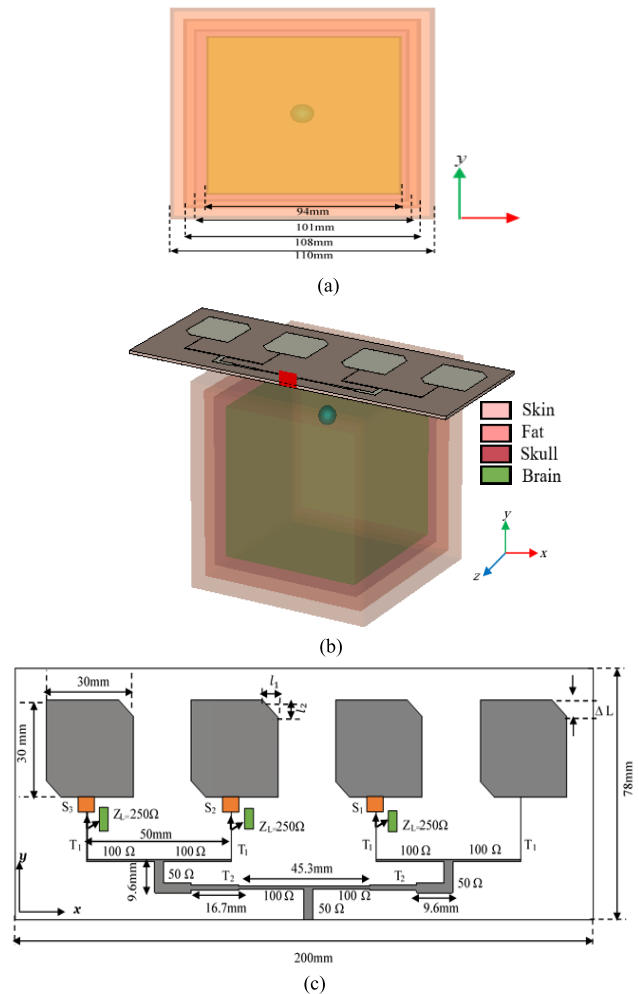 94mm
101mm
108mm
110mm
y
(a)
Skin
Fat
Skull
Brain
y
x
z
(b)
30mm
l1
l2
Δ L
30 mm
78mm
S3
S2
S1
ZL=250Ω
ZL=250Ω
ZL=250Ω
50mm
T1
T1
T1
100 Ω
100 Ω
100 Ω
100 Ω
y
9.6mm
50 Ω
T2
45.3mm
T2
50 Ω
16.7mm
100 Ω
100 Ω
9.6mm
50 Ω
x
200mm
(c)